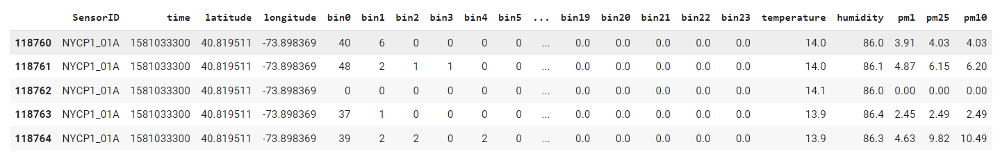 SensorID time latitude longitude bin0 bin1 bin2 bin3 bin4 bin5 ... bin19 bin20 bin21 bin22 bin23 temperature humidity pm1 pm25 pm10
118760 NYCP1_01A 1581033300 40.819511 -73.898369 40 6 0 0 0 0 ... 0.0 0.0 0.0 0.0 0.0 14.0 86.0 3.91 4.03 4.03
118761 NYCP1_01A 1581033300 40.819511 -73.898369 48 2 1 1 0 0 ... 0.0 0.0 0.0 0.0 0.0 14.0 86.1 4.87 6.15 6.20
118762 NYCP1_01A 1581033300 40.819511 -73.898369 0 0 0 0 0 0 ... 0.0 0.0 0.0 0.0 0.0 14.1 86.0 0.00 0.00 0.00
118763 NYCP1_01A 1581033300 40.819511 -73.898369 37 1 0 0 0 0 ... 0.0 0.0 0.0 0.0 0.0 13.9 86.4 2.45 2.49 2.49
118764 NYCP1_01A 1581033300 40.819511 -73.898369 39 2 2 0 2 0 ... 0.0 0.0 0.0 0.0 0.0 13.9 86.3 4.63 9.82 10.49